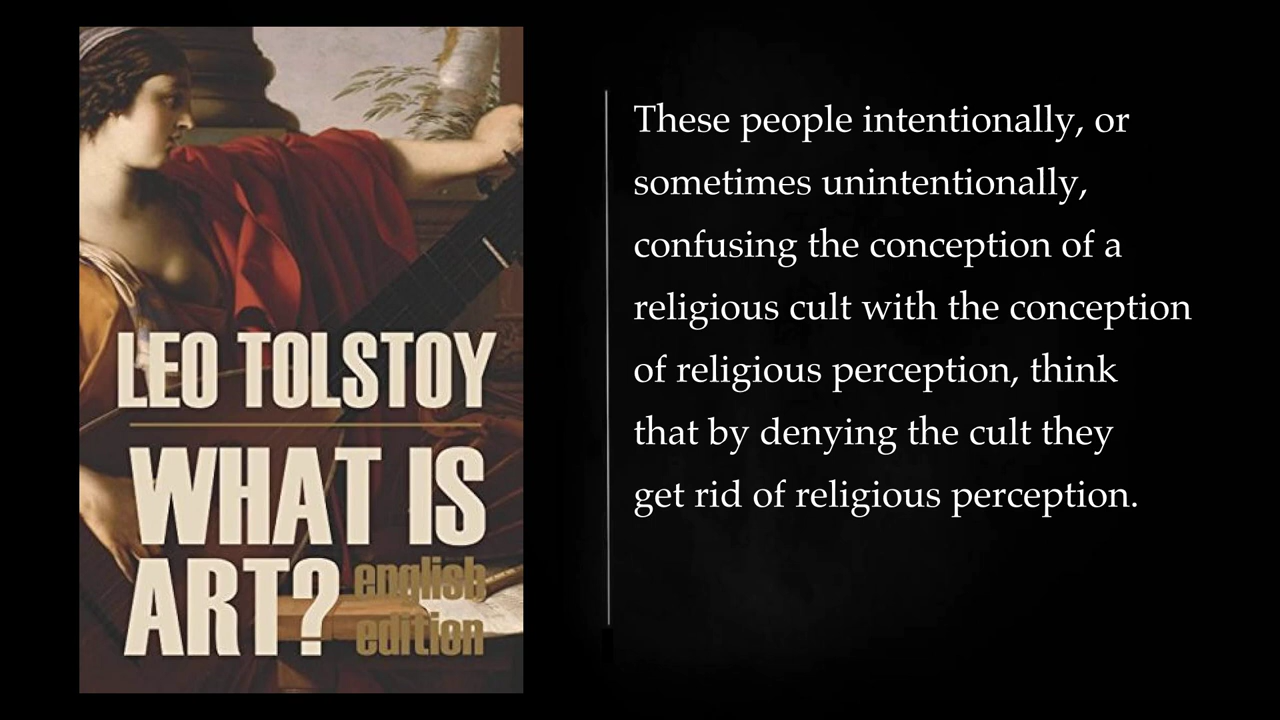 LEO TOLSTOY
WHAT IS
ART?
english
edition
These people intentionally, or
sometimes unintentionally,
confusing the conception of a
religious cult with the conception
of religious perception, think
that by denying the cult they
get rid of religious perception.